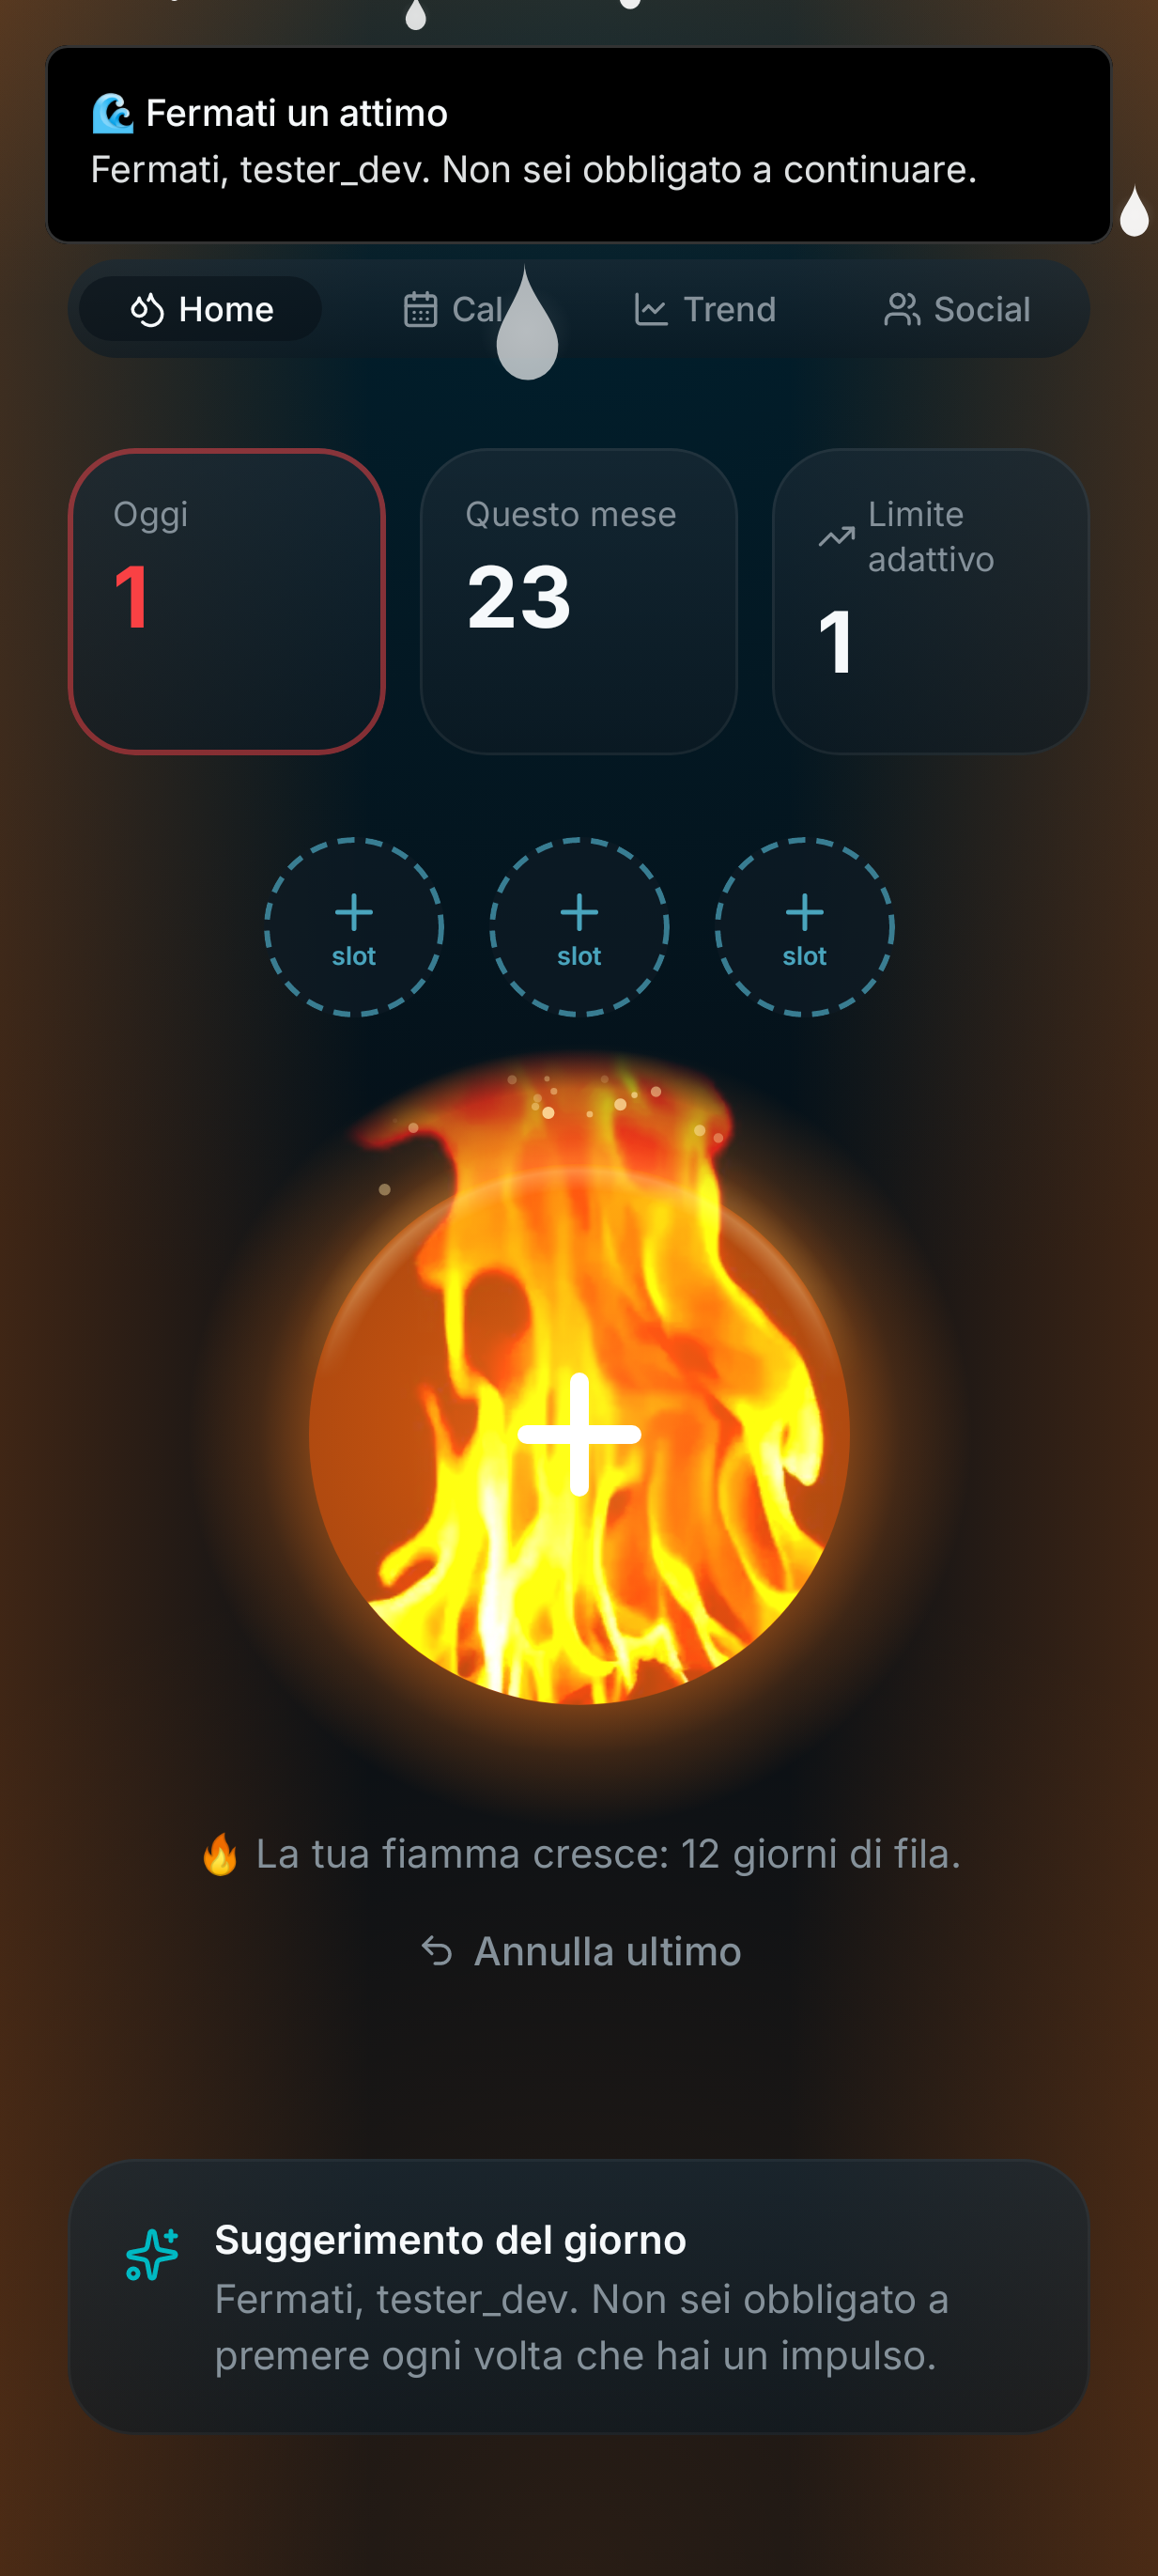 🌊 Fermati un attimo
Fermati, tester_dev. Non sei obbligato a continuare.
Home
Cal
Trend
Social
Oggi
1
Questo mese
23
Limite
adattivo
1
slot
slot
slot
🔥 La tua fiamma cresce: 12 giorni di fila.
Annulla ultimo
Suggerimento del giorno
Fermati, tester_dev. Non sei obbligato a
premere ogni volta che hai un impulso.